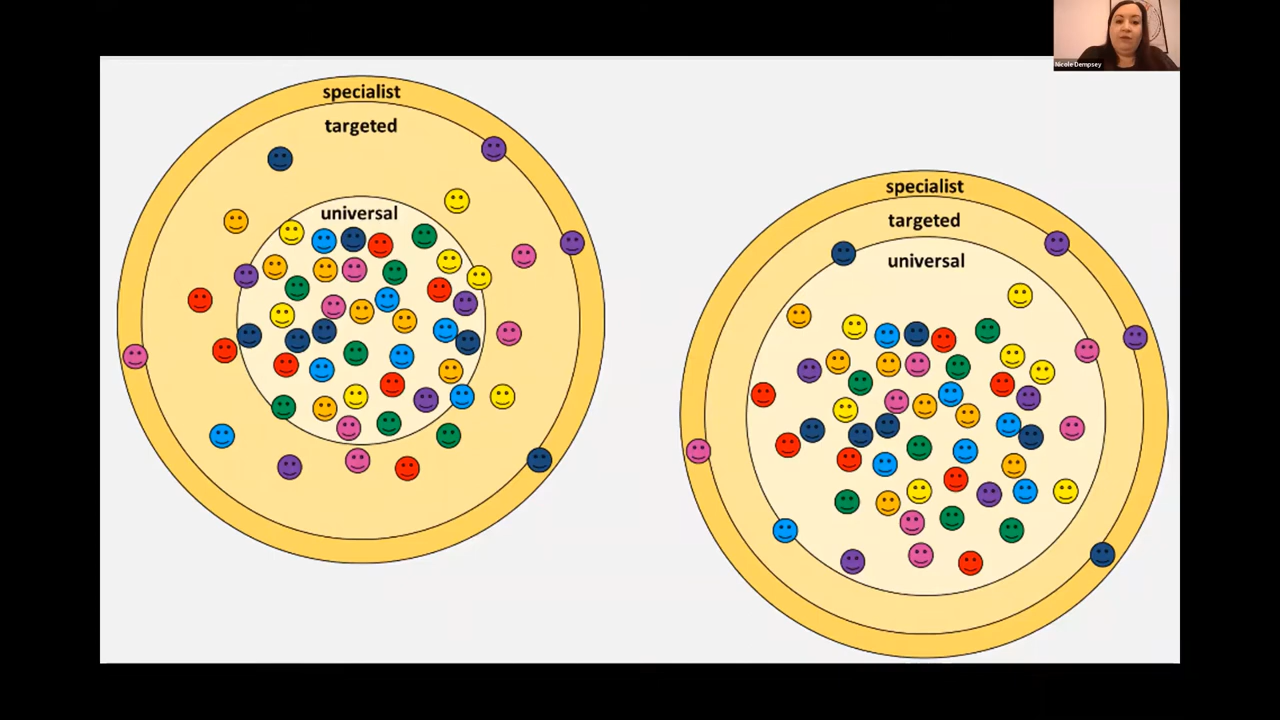 Nicole Dempsey
specialist
targeted
universal
specialist
targeted
universal